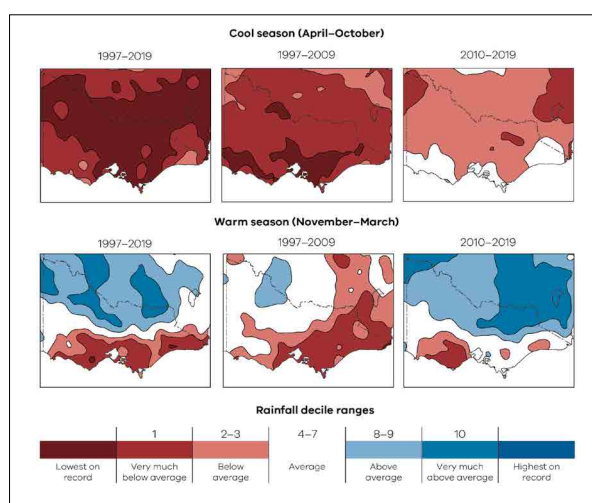 Cool season (April–October)
1997–2019 1997–2009 2010–2019
Warm season (November–March)
1997–2019 1997–2009 2010–2019
Rainfall decile ranges
1 2–3 4–7 8–9 10
Lowest on record Very much below average Below average Average Above average Very much above average Highest on record